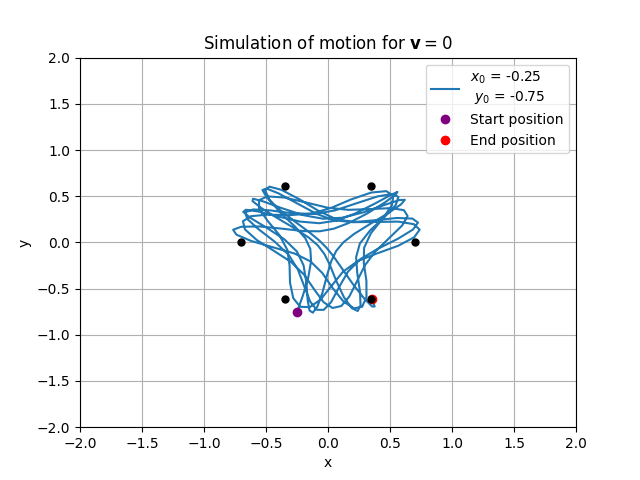 Simulation of motion for v = 0
2.0
1.5
1.0
0.5
0.0
−0.5
−1.0
−1.5
−2.0
y
x₀ = -0.25
y₀ = -0.75
Start position
End position
−2.0 −1.5 −1.0 −0.5 0.0 0.5 1.0 1.5 2.0
x